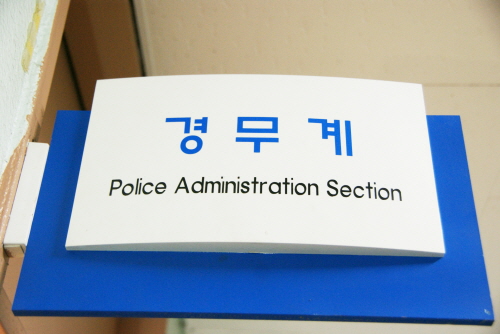 경무계
Police Administration Section